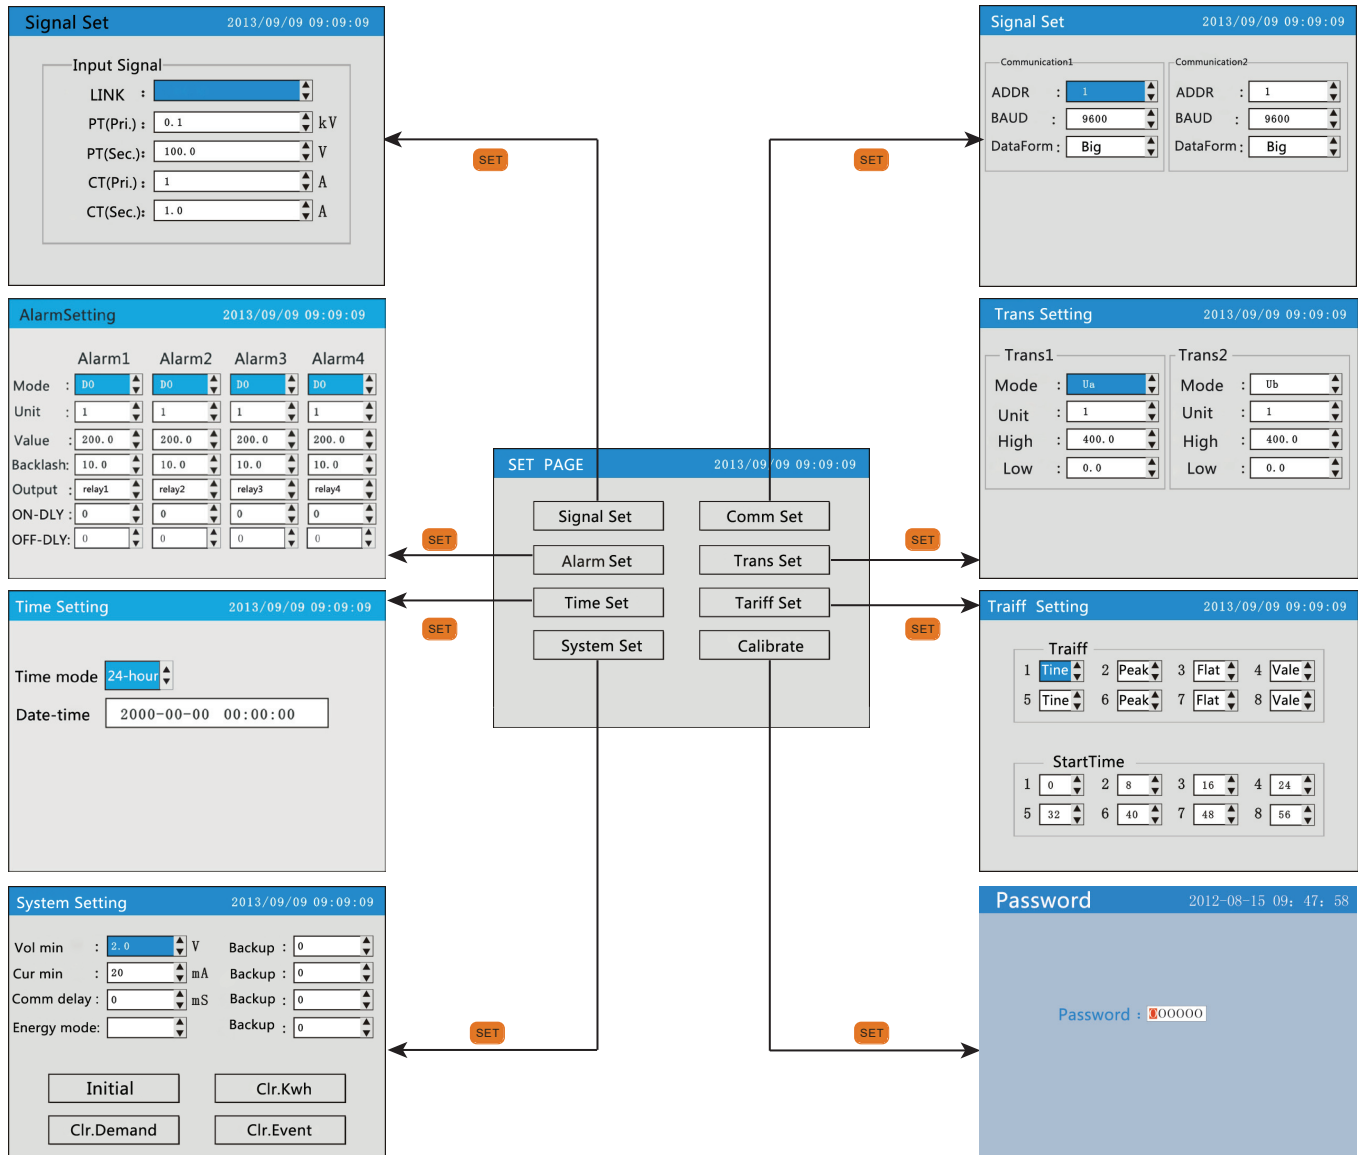 Signal Set 2013/09/09 09:09:09
Input Signal
LINK :
PT(Pri.) : 0.1 kV
PT(Sec.): 100.0 V
CT(Pri.) : 1 A
CT(Sec.): 1.0 A
SET
AlarmSetting 2013/09/09 09:09:09
Alarm1 Alarm2 Alarm3 Alarm4
Mode : DO DO DO DO
Unit : 1 1 1 1
Value : 200.0 200.0 200.0 200.0
Backlash: 10.0 10.0 10.0 10.0
Output : relay1 relay2 relay3 relay4
ON-DLY : 0 0 0 0
OFF-DLY: 0 0 0 0
SET
Time Setting 2013/09/09 09:09:09
Time mode 24-hour
Date-time 2000-00-00 00:00:00
SET
System Setting 2013/09/09 09:09:09
Vol min : 2.0 V Backup : 0
Cur min : 20 mA Backup : 0
Comm delay : 0 mS Backup : 0
Energy mode: Backup : 0
Initial Clr.Kwh
Clr.Demand Clr.Event
SET
SET PAGE 2013/09/09 09:09:09
Signal Set Comm Set
Alarm Set Trans Set
Time Set Tariff Set
System Set Calibrate
SET
Signal Set 2013/09/09 09:09:09
Communication1 Communication2
ADDR : 1 ADDR : 1
BAUD : 9600 BAUD : 9600
DataForm : Big DataForm : Big
SET
Trans Setting 2013/09/09 09:09:09
Trans1 Trans2
Mode : Ua Mode : Ub
Unit : 1 Unit : 1
High : 400.0 High : 400.0
Low : 0.0 Low : 0.0
SET
Traiff Setting 2013/09/09 09:09:09
Traiff
1 Tine 2 Peak 3 Flat 4 Vale
5 Tine 6 Peak 7 Flat 8 Vale
StartTime
1 0 2 8 3 16 4 24
5 32 6 40 7 48 8 56
SET
Password 2012-08-15 09: 47: 58
Password : 000000